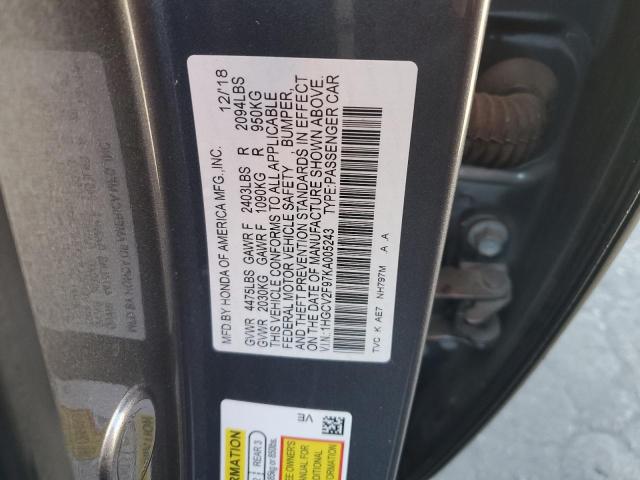 MFD.BY HONDA OF AMERICA MFG.,INC. 12/'18
GVWR 4475LBS GAWR F 2403LBS R 2094LBS
GVWR 2030KG GAWR F 1090KG R 950KG
THIS VEHICLE CONFORMS TO ALL APPLICABLE
FEDERAL MOTOR VEHICLE SAFETY, BUMPER,
AND THEFT PREVENTION STANDARDS IN EFFECT
ON THE DATE OF MANUFACTURE SHOWN ABOVE.
V.I.N.:1HGCV2F97KA005243 TYPE:PASSENGER CAR
TVC K AE7 NH797M A A
REAR 3